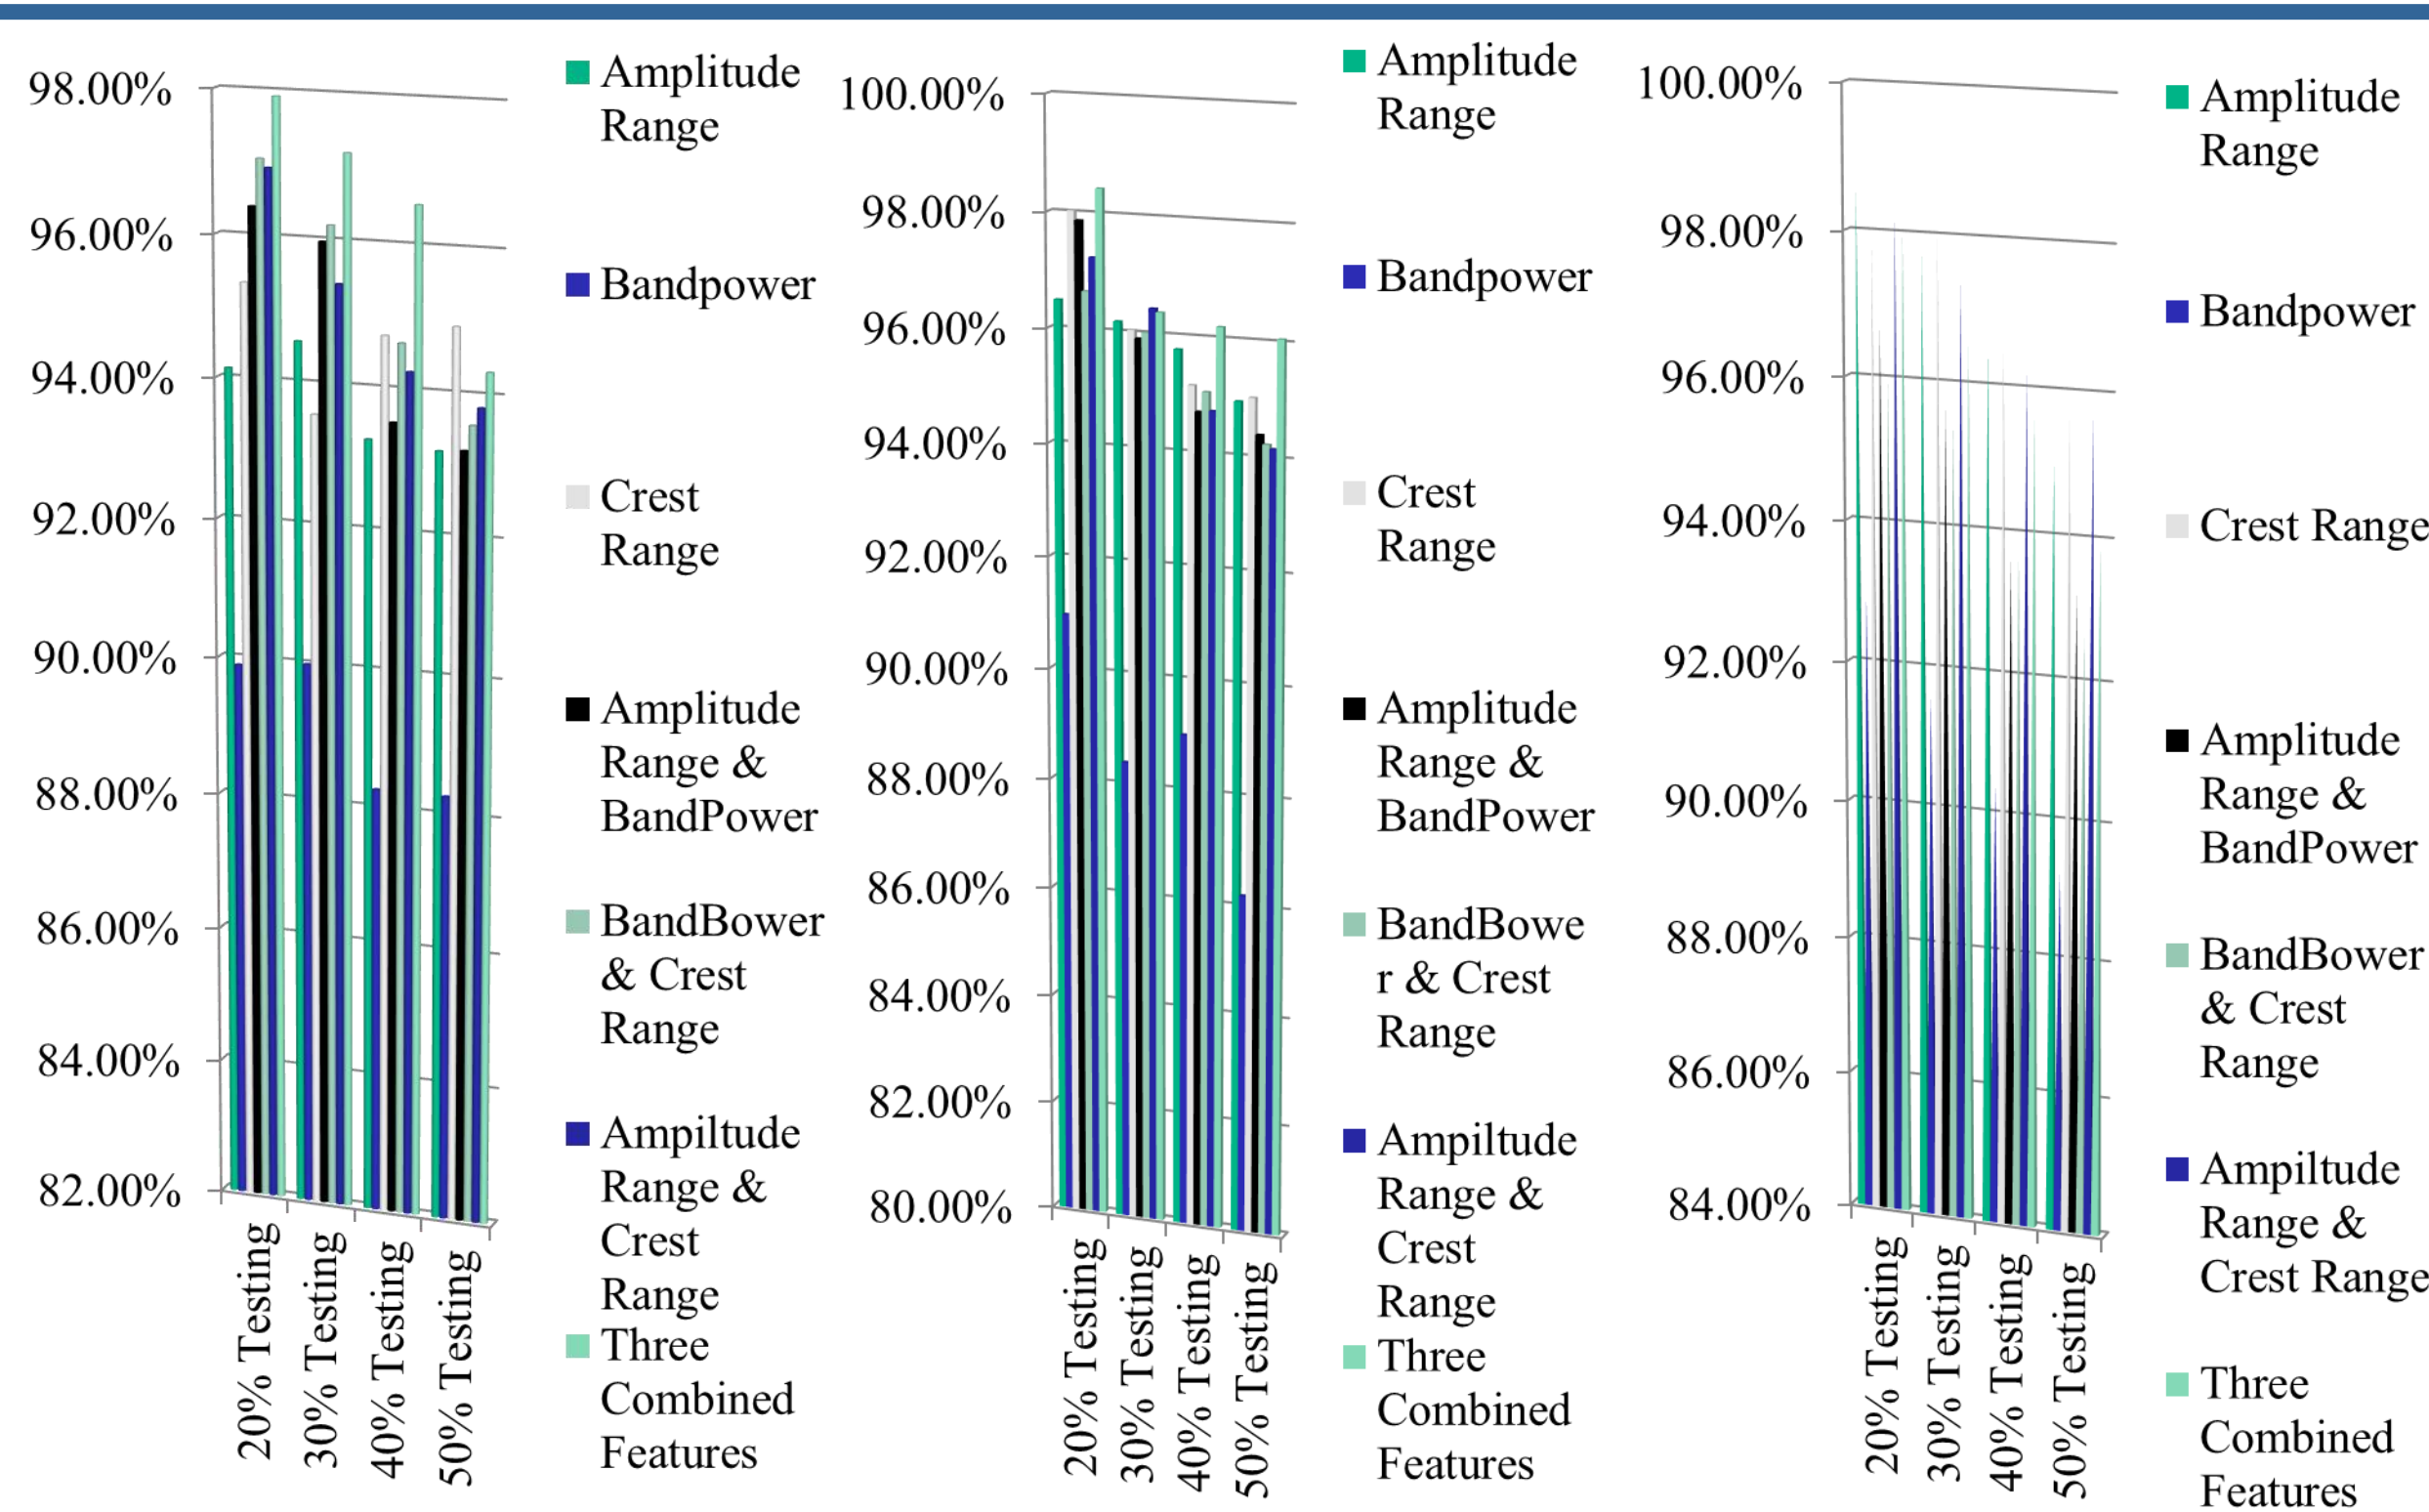 98.00%
96.00%
94.00%
92.00%
90.00%
88.00%
86.00%
84.00%
82.00%
20% Testing
30% Testing
40% Testing
50% Testing
Amplitude
Range
Bandpower
Crest
Range
Amplitude
Range &
BandPower
BandBower
& Crest
Range
Ampiltude
Range &
Crest
Range
Three
Combined
Features
100.00%
98.00%
96.00%
94.00%
92.00%
90.00%
88.00%
86.00%
84.00%
82.00%
80.00%
20% Testing
30% Testing
40% Testing
50% Testing
Amplitude
Range
Bandpower
Crest
Range
Amplitude
Range &
BandPower
BandBowe
r & Crest
Range
Ampiltude
Range &
Crest
Range
Three
Combined
Features
100.00%
98.00%
96.00%
94.00%
92.00%
90.00%
88.00%
86.00%
84.00%
20% Testing
30% Testing
40% Testing
50% Testing
Amplitude
Range
Bandpower
Crest Range
Amplitude
Range &
BandPower
BandBower
& Crest
Range
Ampiltude
Range &
Crest Range
Three
Combined
Features